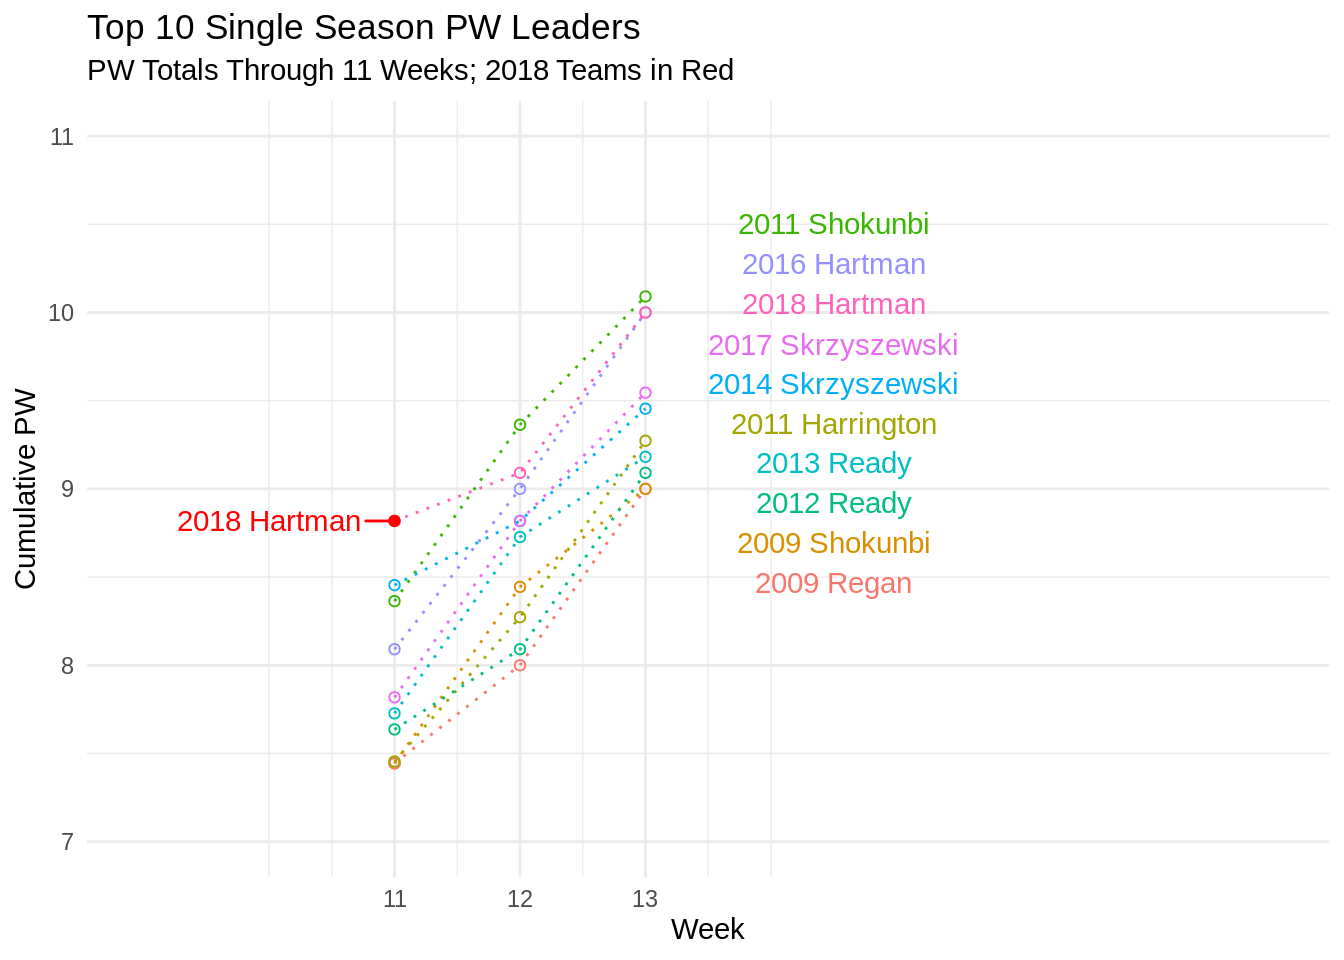 Top 10 Single Season PW Leaders
PW Totals Through 11 Weeks; 2018 Teams in Red
11
10
9
8
7
Cumulative PW
2011 Shokunbi
2016 Hartman
2018 Hartman
2017 Skrzyszewski
2014 Skrzyszewski
2011 Harrington
2013 Ready
2012 Ready
2009 Shokunbi
2009 Regan
2018 Hartman
11 12 13
Week